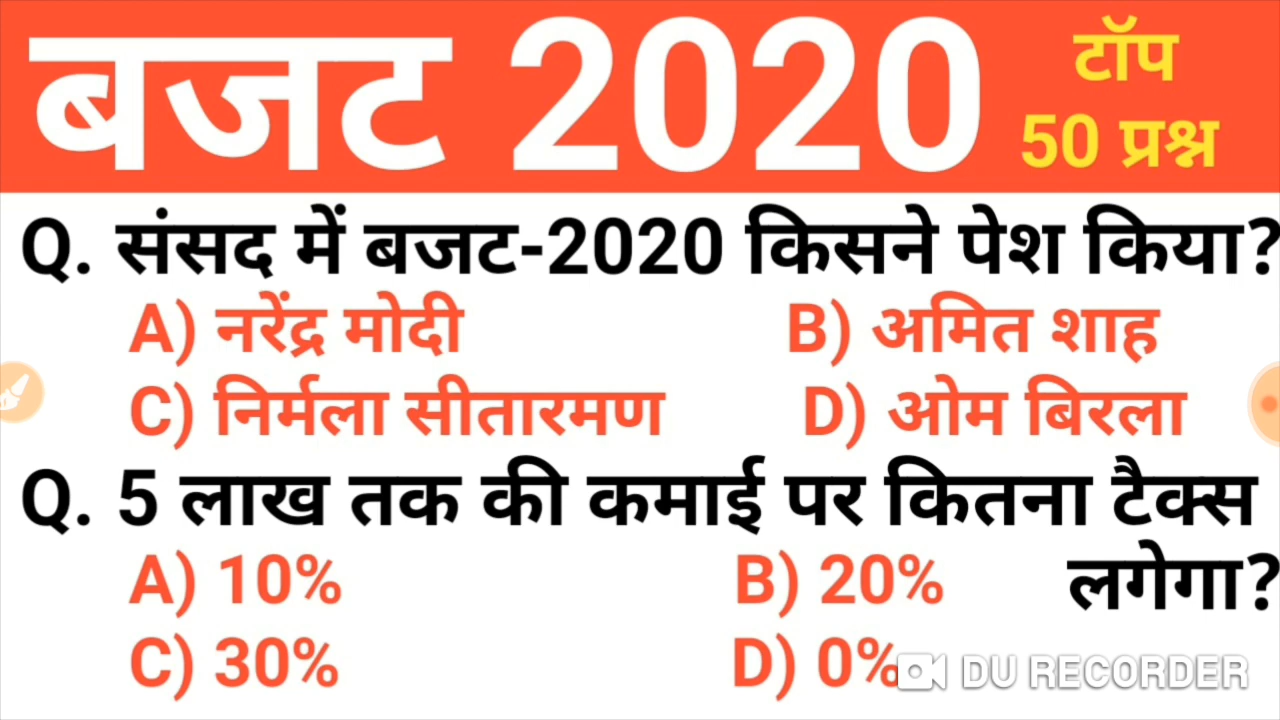 बजट 2020 टॉप
50 प्रश्न
Q. संसद में बजट-2020 किसने पेश किया?
A) नरेंद्र मोदी B) अमित शाह
C) निर्मला सीतारमण D) ओम बिरला
Q. 5 लाख तक की कमाई पर कितना टैक्स
लगेगा?
A) 10% B) 20%
C) 30% D) 0%
DU RECORDER